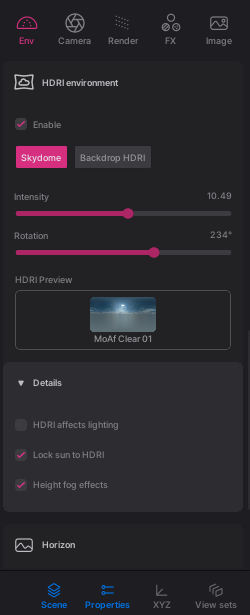 Env Camera Render FX Image
HDRI environment
Enable
Skydome Backdrop HDRI
Intensity 10.49
Rotation 234°
HDRI Preview
MoAf Clear 01
Details
HDRI affects lighting
Lock sun to HDRI
Height fog effects
Horizon
Scene Properties XYZ View sets